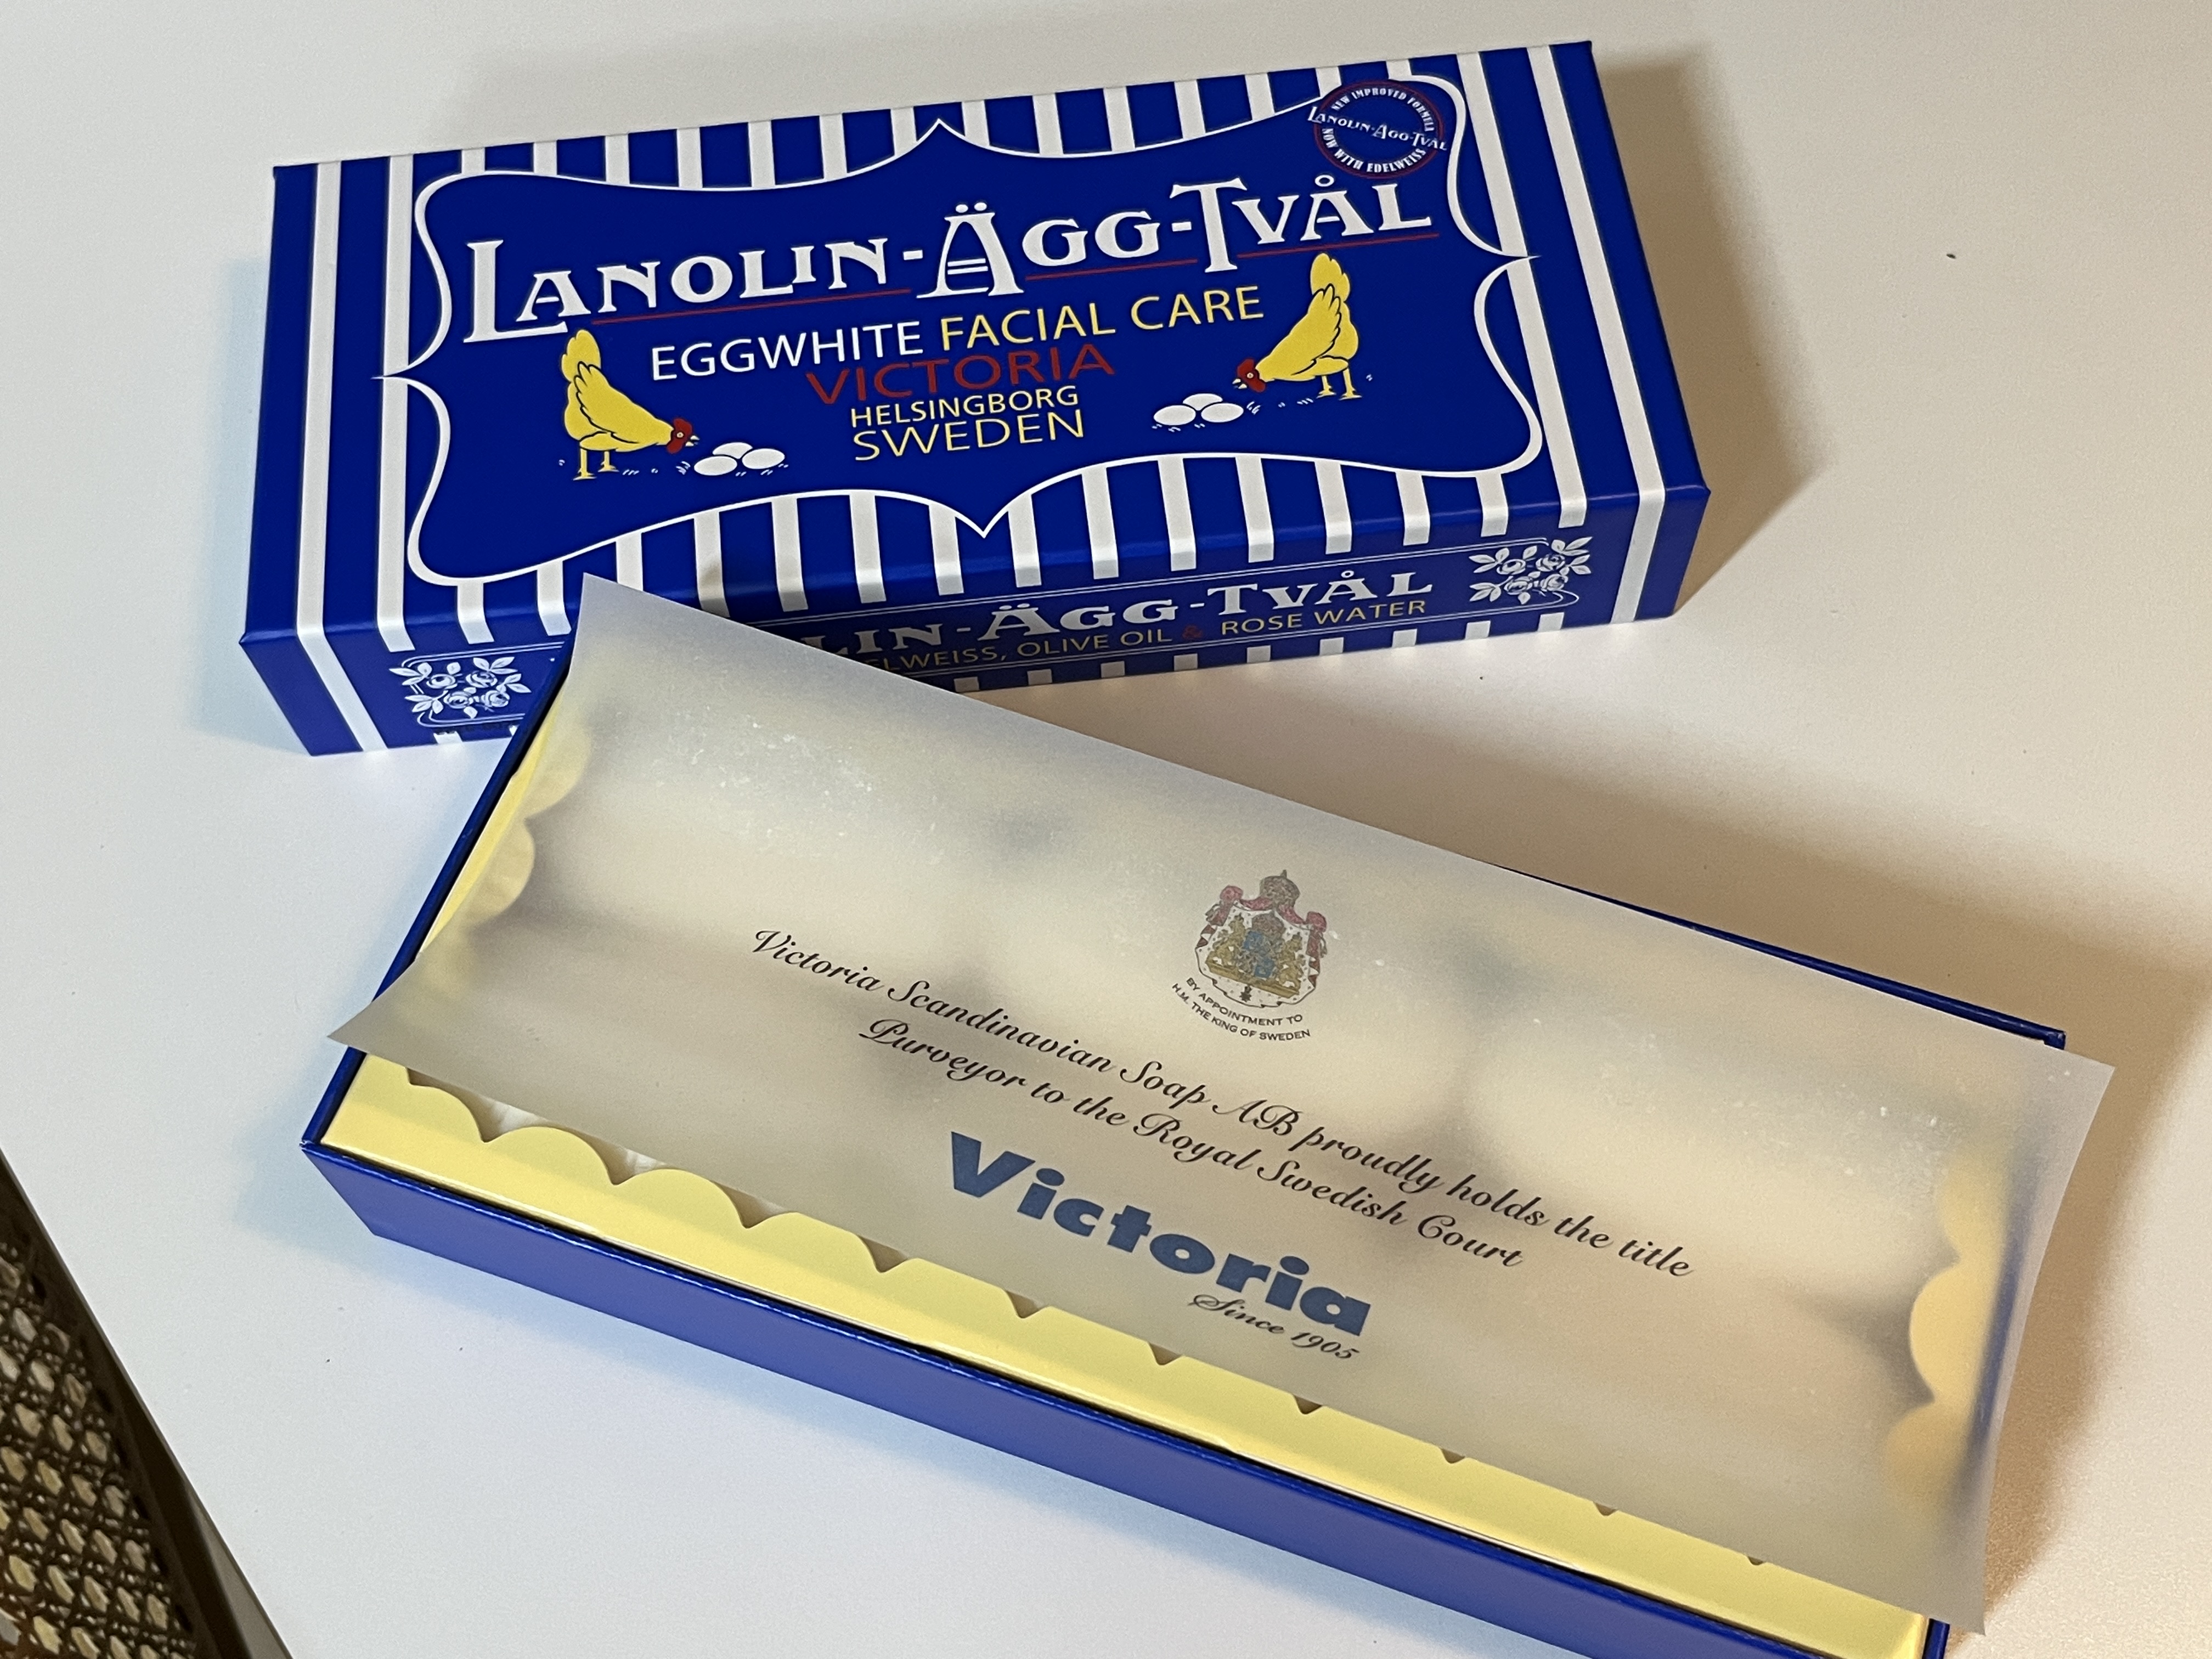 NEW IMPROVED FORMULA
LANOLIN-ÄGG-TVÅL
NOW WITH EDELWEISS
LANOLIN-ÄGG-TVÅL
EGGWHITE FACIAL CARE
VICTORIA
HELSINGBORG
SWEDEN
LIN-ÄGG-TVÅL
ELWEISS, OLIVE OIL & ROSE WATER
BY APPOINTMENT TO
H.M. THE KING OF SWEDEN
Victoria Scandinavian Soap AB proudly holds the title
Purveyor to the Royal Swedish Court
Victoria
Since 1905